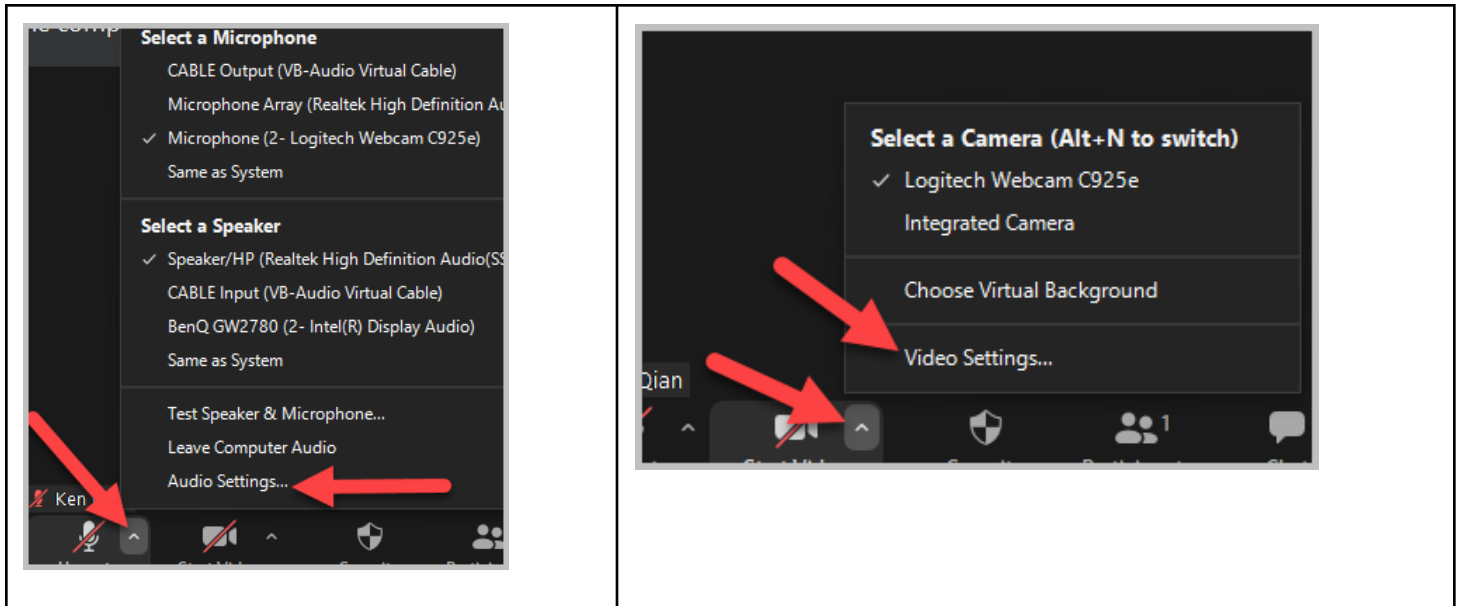 Select a Microphone
CABLE Output (VB-Audio Virtual Cable)
Microphone Array (Realtek High Definition Au
✓ Microphone (2- Logitech Webcam C925e)
Same as System
Select a Speaker
✓ Speaker/HP (Realtek High Definition Audio(SS
CABLE Input (VB-Audio Virtual Cable)
BenQ GW2780 (2- Intel(R) Display Audio)
Same as System
Test Speaker & Microphone...
Leave Computer Audio
Audio Settings...
Ken
Select a Camera (Alt+N to switch)
✓ Logitech Webcam C925e
Integrated Camera
Choose Virtual Background
Video Settings...
Qian
1